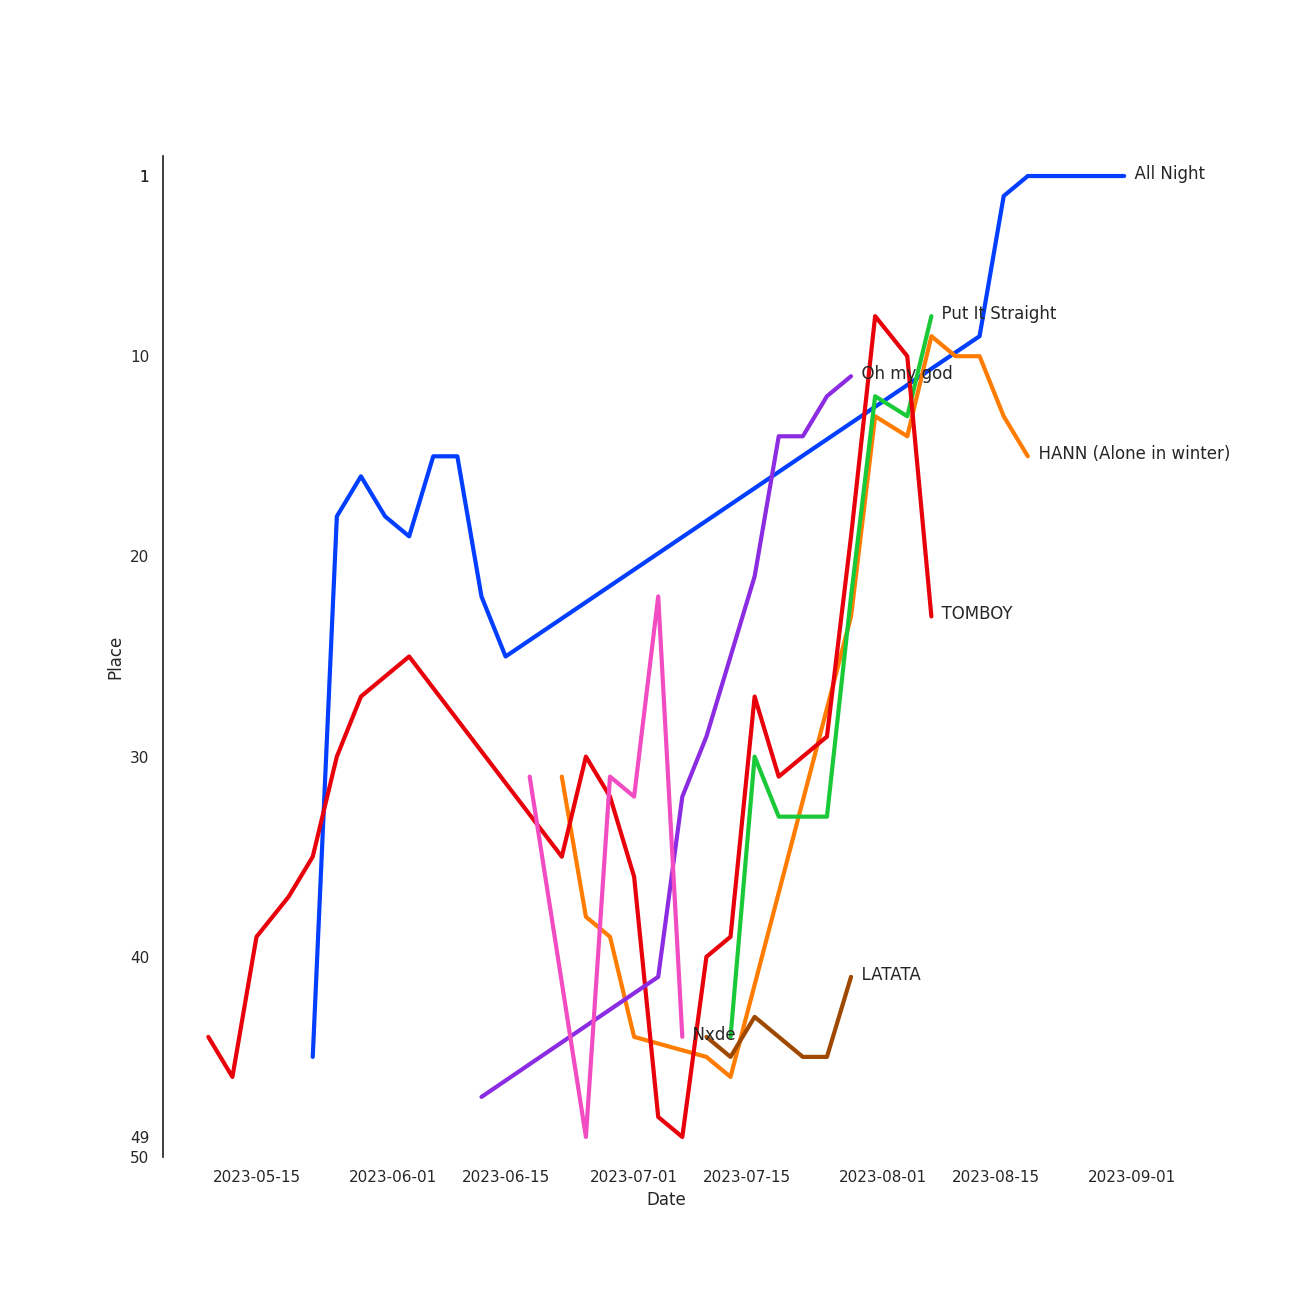 1
All Night
Put It Straight
10
Oh my god
HANN (Alone in winter)
20
TOMBOY
Place
30
40
LATATA
Nxde
49
50
2023-05-15
2023-06-01
2023-06-15
2023-07-01
2023-07-15
2023-08-01
2023-08-15
2023-09-01
Date